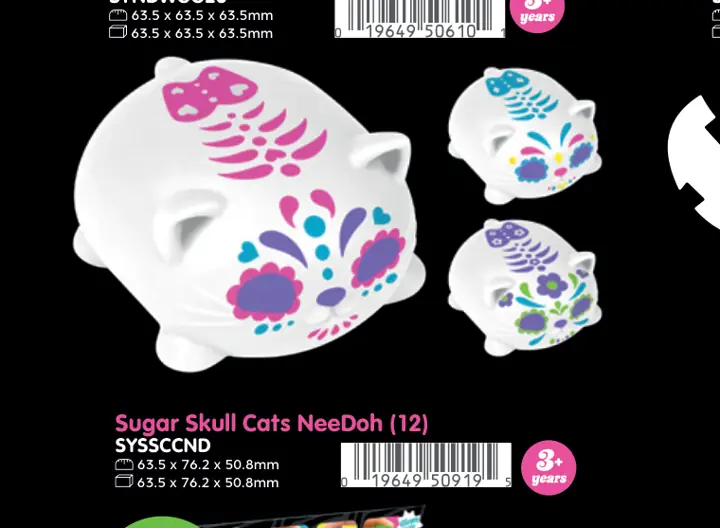 63.5 x 63.5 x 63.5mm
63.5 x 63.5 x 63.5mm
0 19649 50610 1
3+
years
Sugar Skull Cats NeeDoh (12)
SYSSCCND
63.5 x 76.2 x 50.8mm
63.5 x 76.2 x 50.8mm
0 19649 50919 5
3+
years